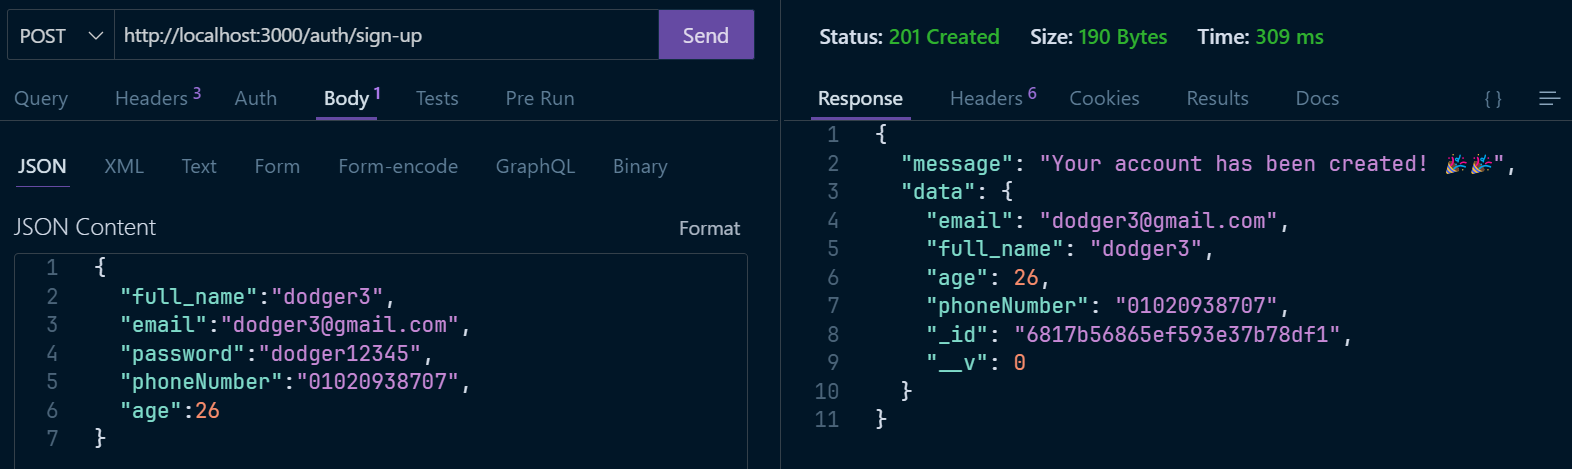 POST http://localhost:3000/auth/sign-up Send
Query Headers 3 Auth Body 1 Tests Pre Run
JSON XML Text Form Form-encode GraphQL Binary
JSON Content Format
1 {
2 "full_name":"dodger3",
3 "email":"dodger3@gmail.com",
4 "password":"dodger12345",
5 "phoneNumber":"01020938707",
6 "age":26
7 }
Status: 201 Created Size: 190 Bytes Time: 309 ms
Response Headers 6 Cookies Results Docs { }
1 {
2 "message": "Your account has been created! 🎉🎉",
3 "data": {
4 "email": "dodger3@gmail.com",
5 "full_name": "dodger3",
6 "age": 26,
7 "phoneNumber": "01020938707",
8 "_id": "6817b56865ef593e37b78df1",
9 "__v": 0
10 }
11 }